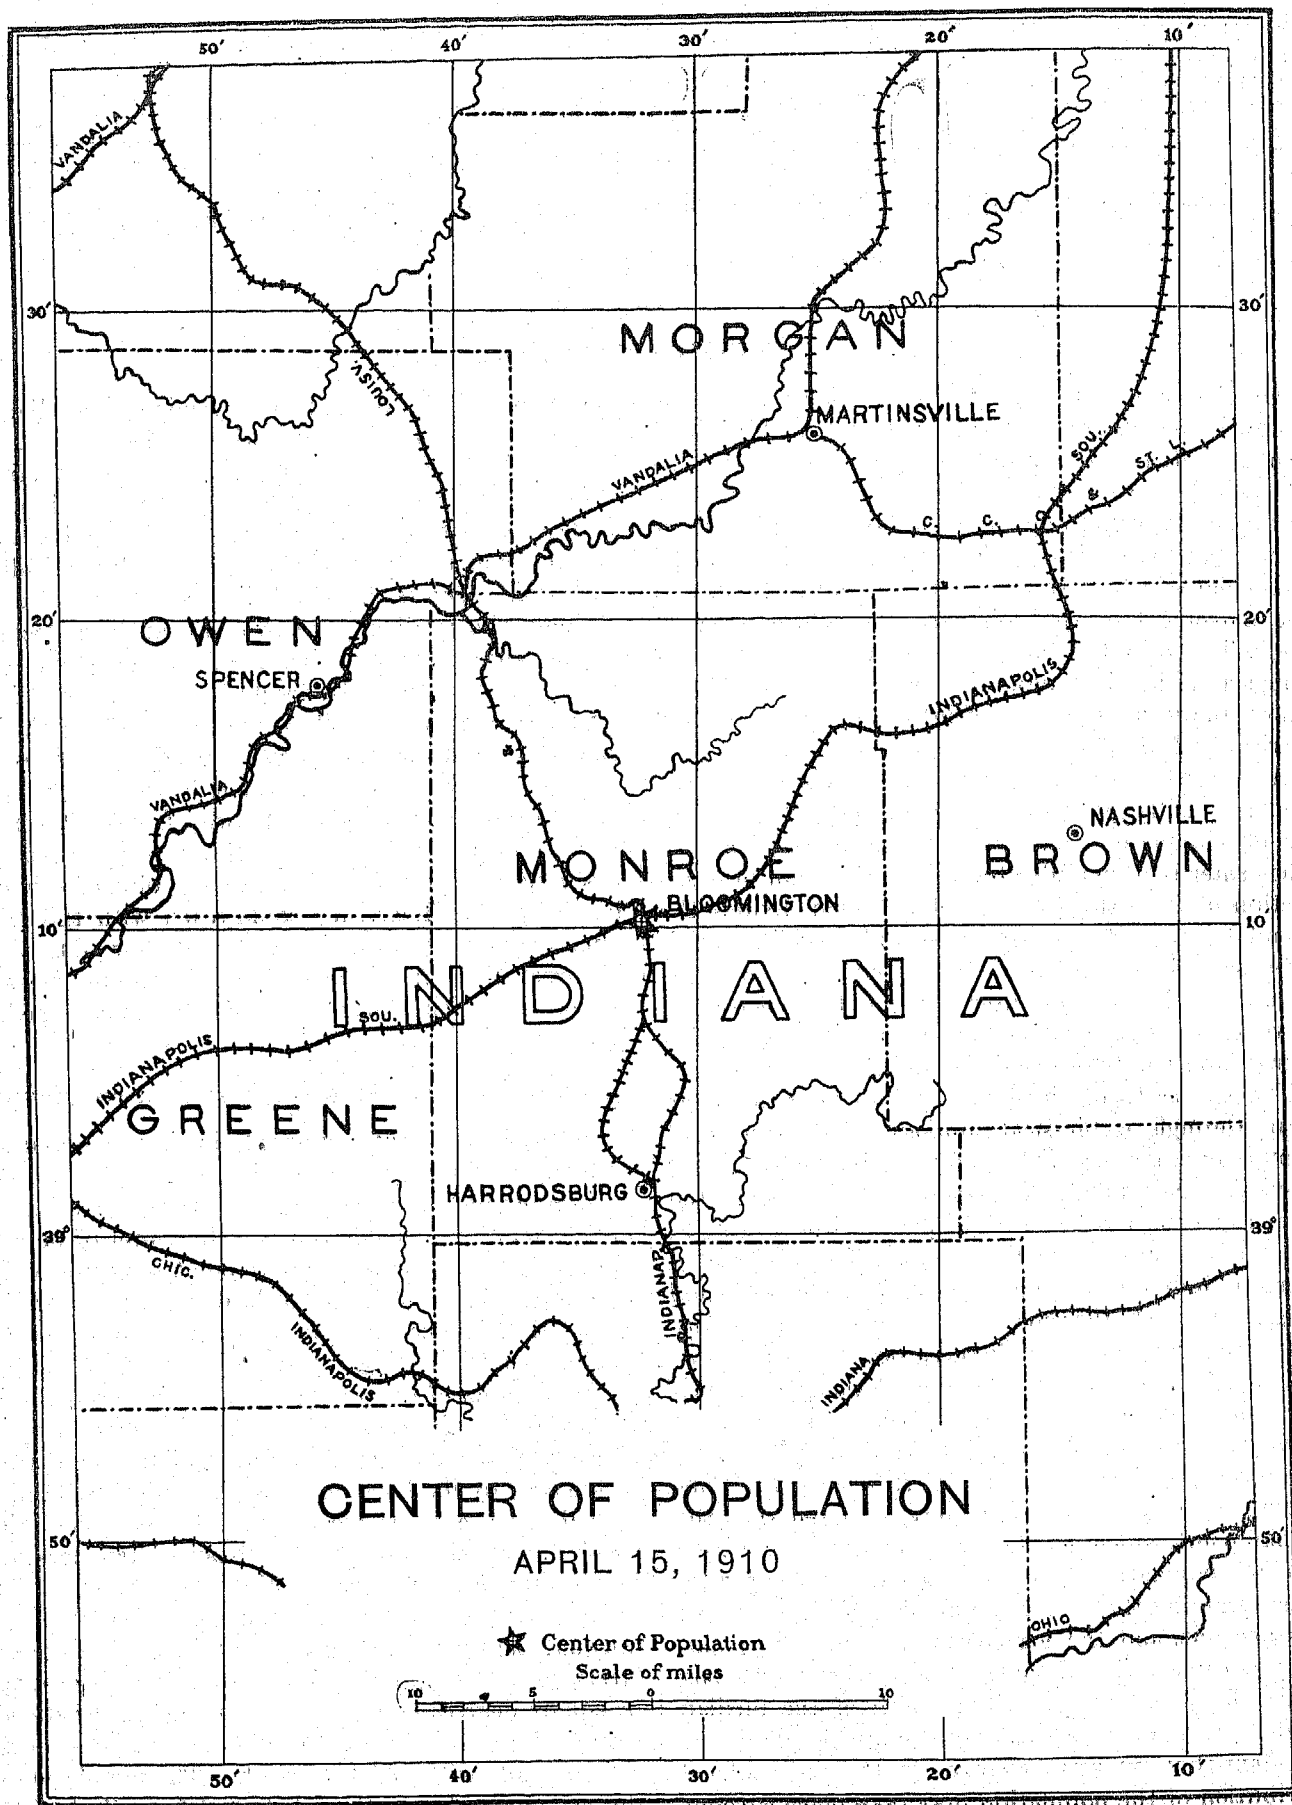 50′ 40′ 30′ 20′ 10′
VANDALIA
30′ 30′
MORGAN
LOUISV.
MARTINSVILLE
SOU.
VANDALIA
C. C. C. & ST. L.
OWEN
20′ 20′
SPENCER
INDIANAPOLIS
&
VANDALIA
NASHVILLE
MONROE
BROWN
BLOOMINGTON
10′ 10′
INDIANA
SOU.
INDIANAPOLIS
GREENE
HARRODSBURG
39° 39°
CHIC.
INDIANAP.
INDIANAPOLIS
&
INDIANA
CENTER OF POPULATION
50′ 50′
APRIL 15, 1910
OHIO
Center of Population
Scale of miles
10 5 0 10
50′ 40′ 30′ 20′ 10′